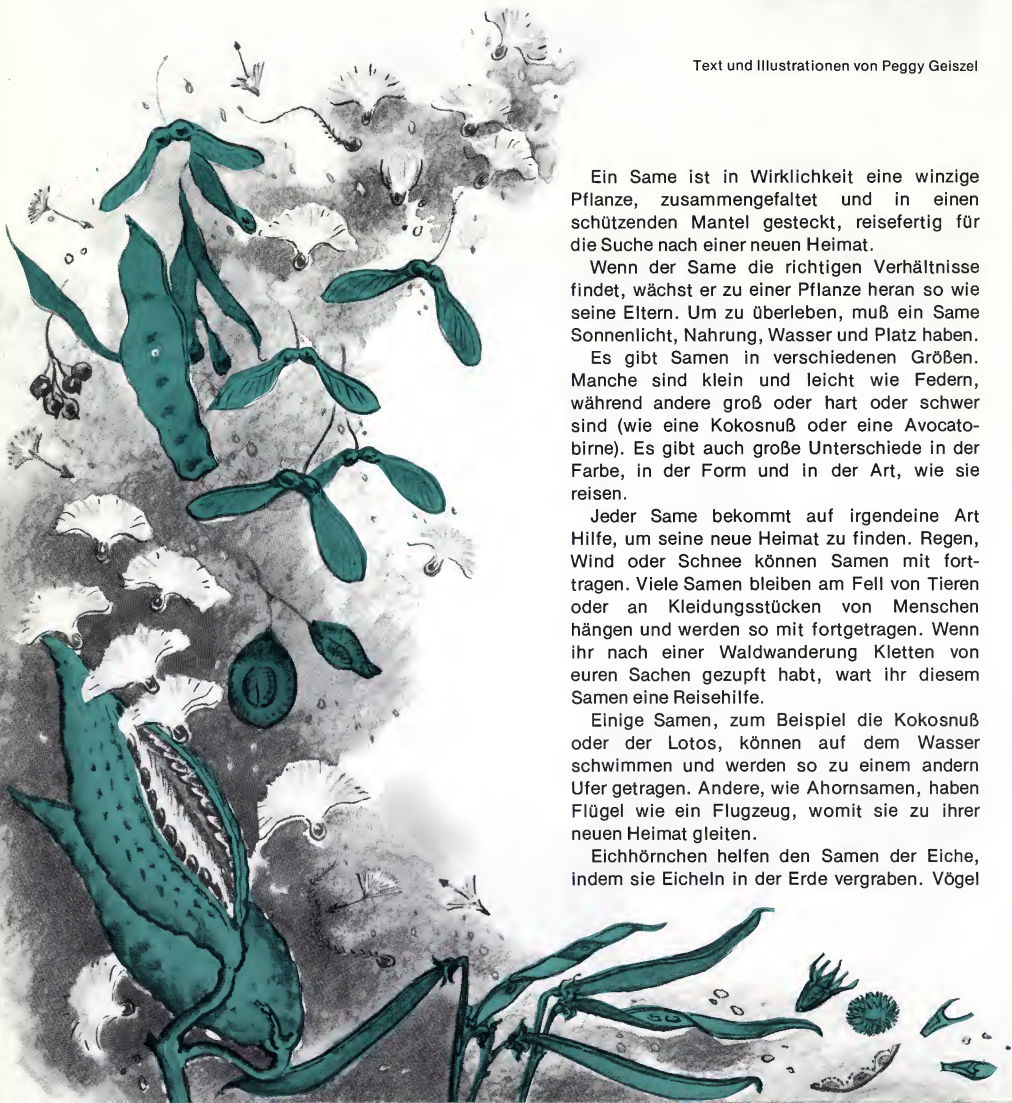 Text und Illustrationen von Peggy Geiszel
Ein Same ist in Wirklichkeit eine winzige
Pflanze, zusammengefaltet und in einen
schützenden Mantel gesteckt, reisefertig für
die Suche nach einer neuen Heimat.
Wenn der Same die richtigen Verhältnisse
findet, wächst er zu einer Pflanze heran so wie
seine Eltern. Um zu überleben, muß ein Same
Sonnenlicht, Nahrung, Wasser und Platz haben.
Es gibt Samen in verschiedenen Größen.
Manche sind klein und leicht wie Federn,
während andere groß oder hart oder schwer
sind (wie eine Kokosnuß oder eine Avocato-
birne). Es gibt auch große Unterschiede in der
Farbe, in der Form und in der Art, wie sie
reisen.
Jeder Same bekommt auf irgendeine Art
Hilfe, um seine neue Heimat zu finden. Regen,
Wind oder Schnee können Samen mit fort-
tragen. Viele Samen bleiben am Fell von Tieren
oder an Kleidungsstücken von Menschen
hängen und werden so mit fortgetragen. Wenn
ihr nach einer Waldwanderung Kletten von
euren Sachen gezupft habt, wart ihr diesem
Samen eine Reisehilfe.
Einige Samen, zum Beispiel die Kokosnuß
oder der Lotos, können auf dem Wasser
schwimmen und werden so zu einem andern
Ufer getragen. Andere, wie Ahornsamen, haben
Flügel wie ein Flugzeug, womit sie zu ihrer
neuen Heimat gleiten.
Eichhörnchen helfen den Samen der Eiche,
indem sie Eicheln in der Erde vergraben. Vögel